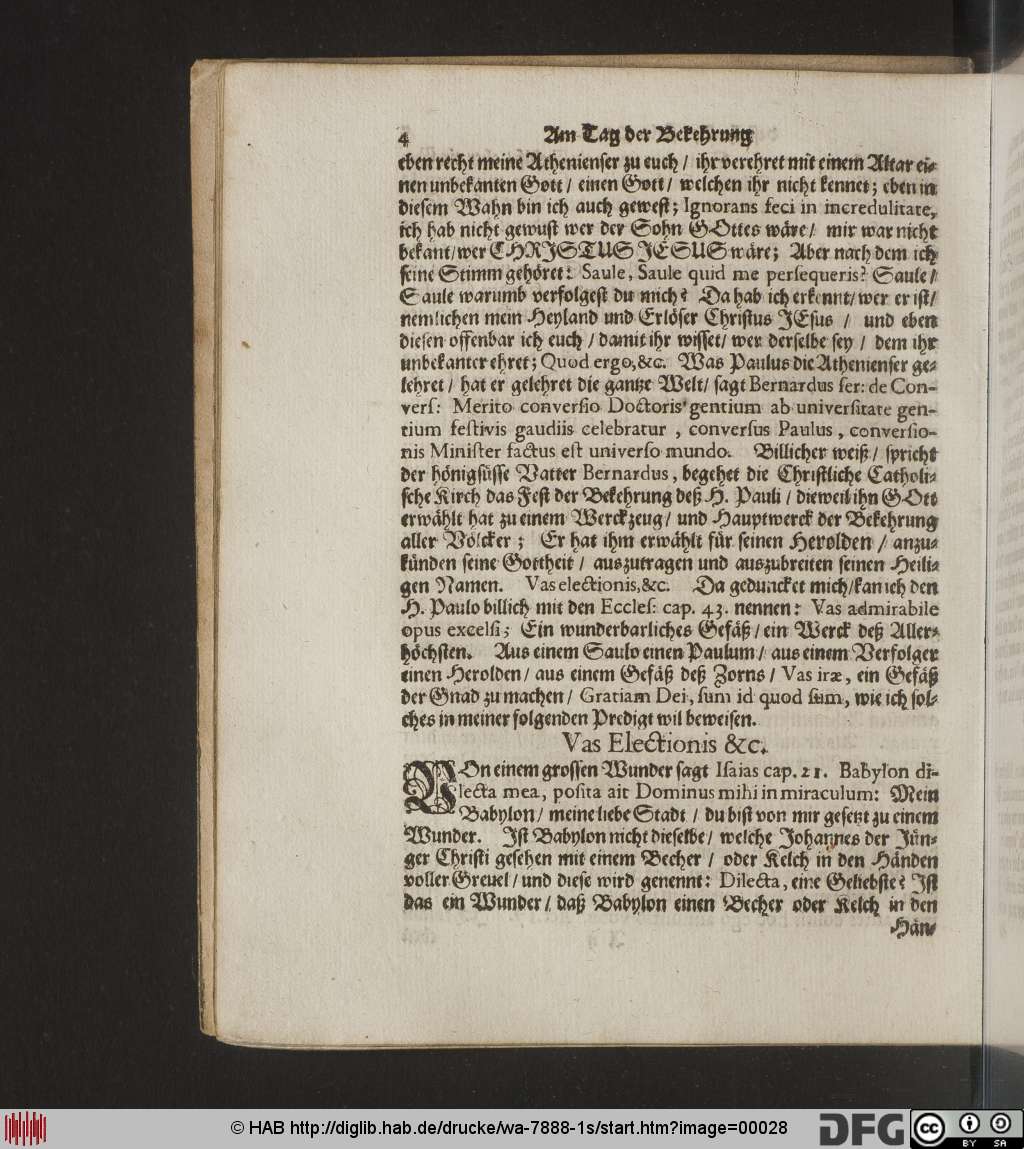 4 Am Tag der Bekehrung
eben recht meine Athenienser zu euch / ihr verehret mit einem Altar ei⸗
nen unbekanten Gott / einen Gott / welchen ihr nicht kennet; eben in
diesem Wahn bin ich auch gewest; Ignorans feci in incredulitate,
ich hab nicht gewust wer der Sohn GOttes wäre / mir war nicht
bekant / wer CHRISTUS JESUS wäre; Aber nach dem ich
seine Stimm gehöret: Saule, Saule quid me persequeris? Saule /
Saule warumb verfolgest du mich? Da hab ich erkennt / wer er ist /
nemlichen mein Heyland und Erlöser Christus JEsus / und eben
diesen offenbar ich euch / damit ihr wisset / wer derselbe sey / dem ihr
unbekanter ehret; Quod ergo, &c. Was Paulus die Athenienser ge⸗
lehret / hat er gelehret die gantze Welt / sagt Bernardus ser: de Con-
vers: Merito conversio Doctoris gentium ab universitate gen-
tium festivis gaudiis celebratur , conversus Paulus , conversio-
nis Minister factus est universo mundo. Billicher weiß / spricht
der hönigsüsse Vatter Bernardus, begehet die Christliche Catholi⸗
sche Kirch das Fest der Bekehrung deß H. Pauli / dieweil ihn GOtt
erwählt hat zu einem Werckzeug / und Hauptwerck der Bekehrung
aller Völcker ; Er hat ihm erwählt für seinen Herolden / anzu⸗
künden seine Gottheit / auszutragen und auszubreiten seinen Heili⸗
gen Namen. Vas electionis, &c. Da geduncket mich / kan ich den
H. Paulo billich mit den Eccles: cap. 43. nennen: Vas admirabile
opus excelsi; Ein wunderbarliches Gefäß / ein Werck deß Aller⸗
höchsten. Aus einem Saulo einen Paulum / aus einem Verfolger
einen Herolden / aus einem Gefäß deß Zorns / Vas iræ, ein Gefäß
der Gnad zu machen / Gratiam Dei, sum id quod sum, wie ich sol⸗
ches in meiner folgenden Predigt wil beweisen.
Vas Electionis &c.
VOn einem grossen Wunder sagt Isaias cap. 21. Babylon di-
lecta mea, posita ait Dominus mihi in miraculum: Mein
Babylon / meine liebe Stadt / du bist von mir gesetzt zu einem
Wunder. Ist Babylon nicht dieselbe / welche Johannes der Jün⸗
ger Christi gesehen mit einem Becher / oder Kelch in den Händen
voller Greuel / und diese wird genennt: Dilecta, eine Geliebste? Ist
das ein Wunder / daß Babylon einen Becher oder Kelch in den
Hän⸗
© HAB http://diglib.hab.de/drucke/wa-7888-1s/start.htm?image=00028
DFG
cc BY SA